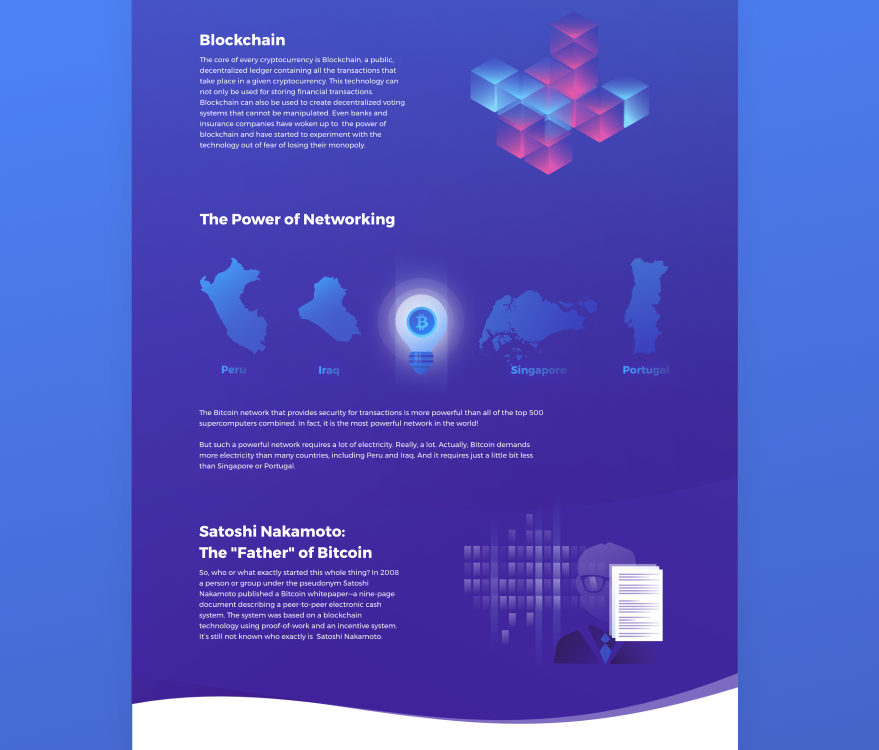 Blockchain
The core of every cryptocurrency is Blockchain, a public,
decentralized ledger containing all the transactions that
take place in a given cryptocurrency. This technology can
not only be used for storing financial transactions.
Blockchain can also be used to create decentralized voting
systems that cannot be manipulated. Even banks and
insurance companies have woken up to  the power of
blockchain and have started to experiment with the
technology out of fear of losing their monopoly.
The Power of Networking
Peru
Iraq
Singapore
Portugal
The Bitcoin network that provides security for transactions is more powerful than all of the top 500
supercomputers combined. In fact, it is the most powerful network in the world!
But such a powerful network requires a lot of electricity. Really, a lot. Actually, Bitcoin demands
more electricity than many countries, including Peru and Iraq. And it requires just a little bit less
than Singapore or Portugal.
Satoshi Nakamoto:
The "Father" of Bitcoin
So, who or what exactly started this whole thing? In 2008
a person or group under the pseudonym Satoshi
Nakamoto published a Bitcoin whitepaper—a nine-page
document describing a peer-to-peer electronic cash
system. The system was based on a blockchain
technology using proof-of-work and an incentive system.
It's still not known who exactly is  Satoshi Nakamoto.